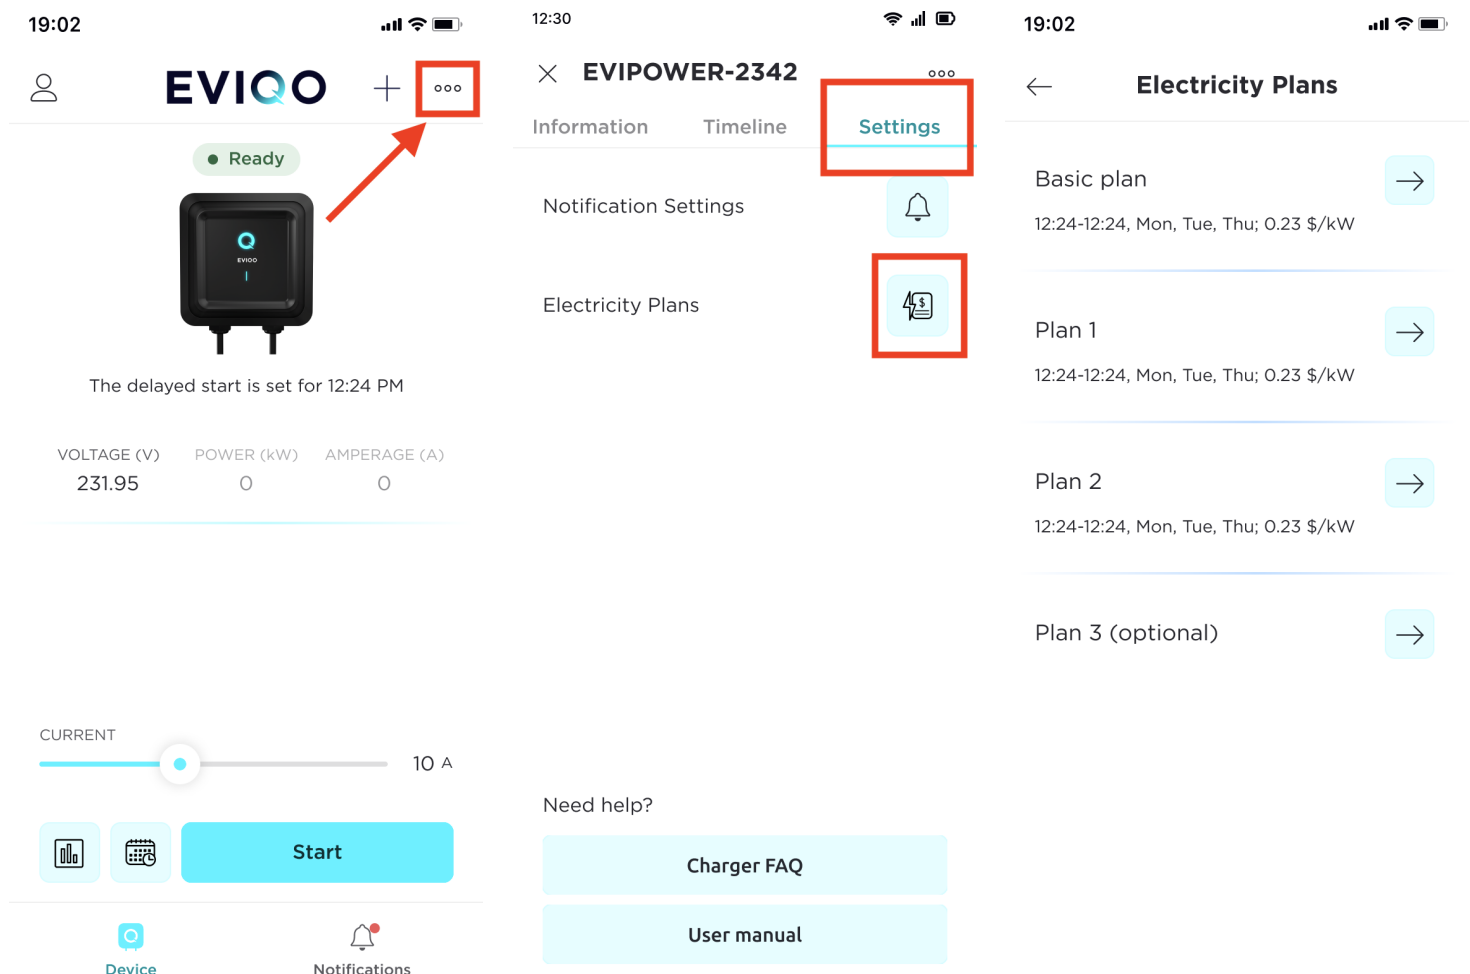 19:02
EVIQO
Ready
EVIQO
The delayed start is set for 12:24 PM
VOLTAGE (V) POWER (kW) AMPERAGE (A)
231.95 0 0
CURRENT
10 A
Start
Device Notifications
12:30
EVIPOWER-2342
Information Timeline Settings
Notification Settings
Electricity Plans
$
Need help?
Charger FAQ
User manual
19:02
Electricity Plans
Basic plan
12:24-12:24, Mon, Tue, Thu; 0.23 $/kW
Plan 1
12:24-12:24, Mon, Tue, Thu; 0.23 $/kW
Plan 2
12:24-12:24, Mon, Tue, Thu; 0.23 $/kW
Plan 3 (optional)